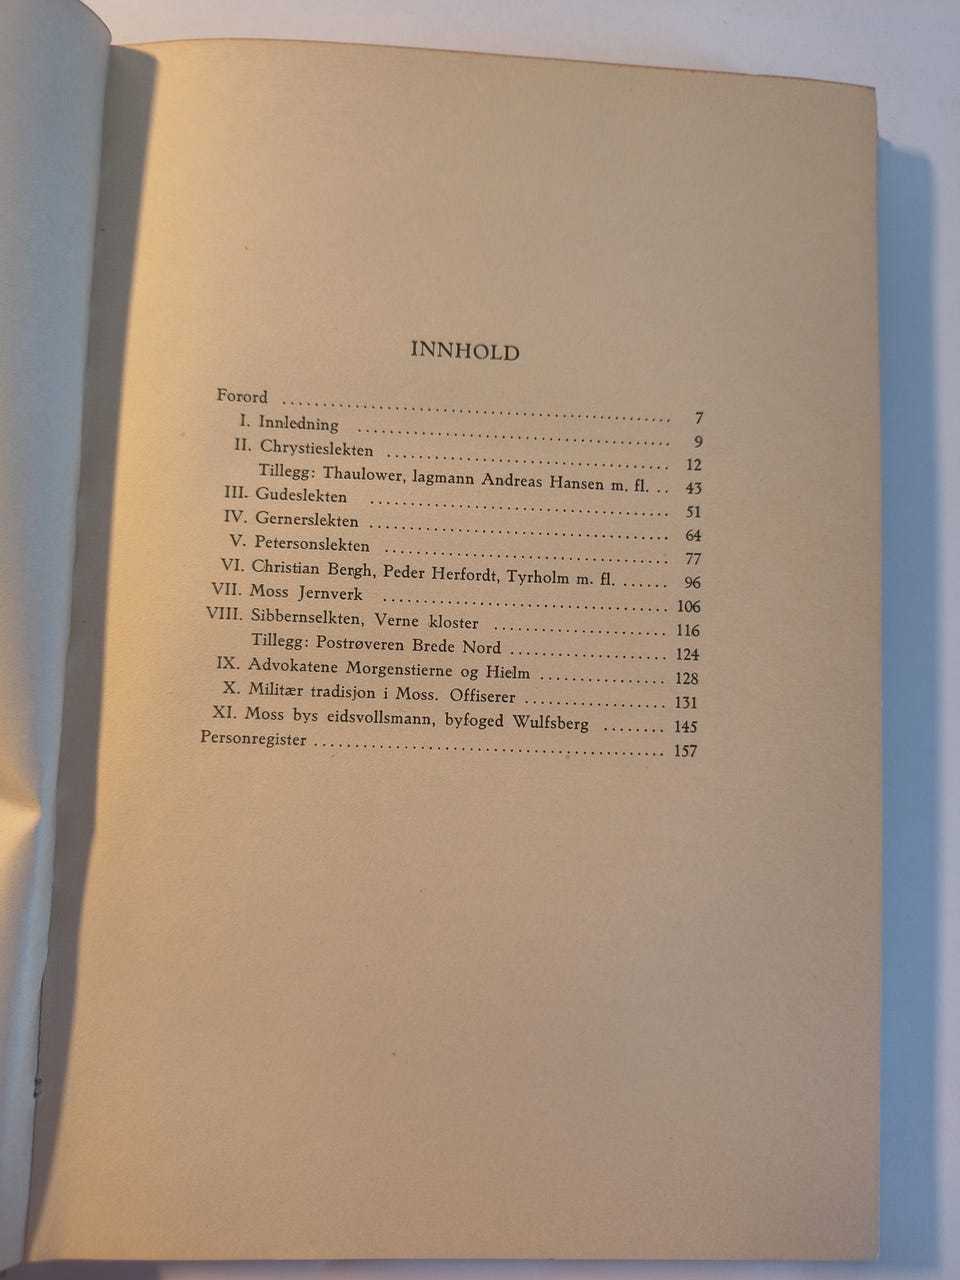 INNHOLD
Forord ........................................ 7
I. Innledning ................................ 9
II. Chrystieslekten ............................. 12
Tillegg: Thaulower, lagmann Andreas Hansen m. fl. .. 43
III. Gudeslekten ............................... 51
IV. Gernerslekten ............................... 64
V. Petersonslekten ............................. 77
VI. Christian Bergh, Peder Herfordt, Tyrholm m. fl. ...... 96
VII. Moss Jernverk ............................. 106
VIII. Sibbernselkten, Verne kloster .................. 116
Tillegg: Postrøveren Brede Nord ................ 124
IX. Advokatene Morgenstierne og Hielm ............. 128
X. Militær tradisjon i Moss. Offiserer .............. 131
XI. Moss bys eidsvollsmann, byfoged Wulfsberg ........ 145
Personregister ................................... 157